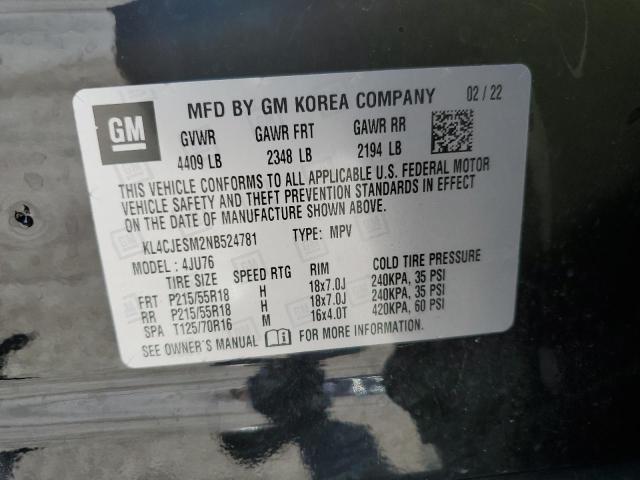 GM
MFD BY GM KOREA COMPANY 02 / 22
GVWR GAWR FRT GAWR RR
4409 LB 2348 LB 2194 LB
THIS VEHICLE CONFORMS TO ALL APPLICABLE U.S. FEDERAL MOTOR
VEHICLE SAFETY AND THEFT PREVENTION STANDARDS IN EFFECT
ON THE DATE OF MANUFACTURE SHOWN ABOVE.
KL4CJESM2NB524781 TYPE: MPV
MODEL : 4JU76
TIRE SIZE SPEED RTG RIM COLD TIRE PRESSURE
FRT P215/55R18 H 18x7.0J 240KPA, 35 PSI
RR P215/55R18 H 18x7.0J 240KPA, 35 PSI
SPA T125/70R16 M 16x4.0T 420KPA, 60 PSI
SEE OWNER'S MANUAL FOR ADDITIONAL INFORMATION.